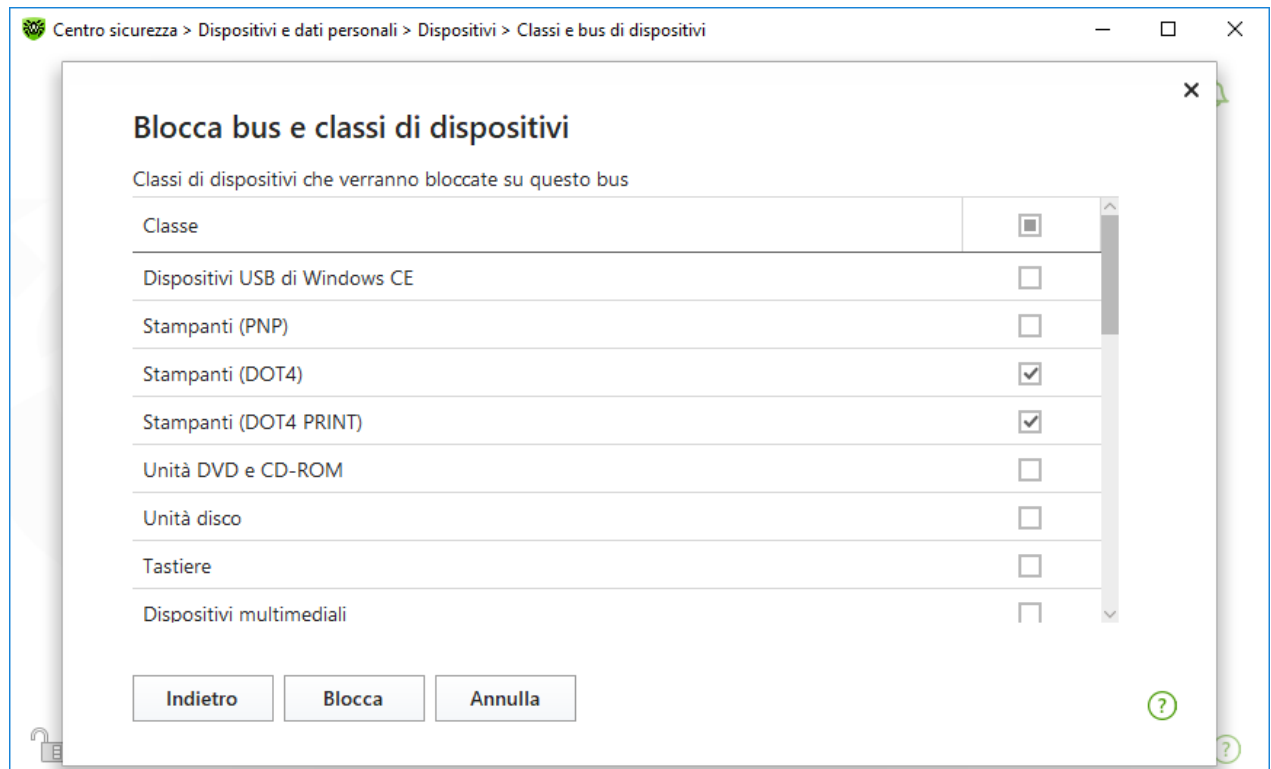 Centro sicurezza > Dispositivi e dati personali > Dispositivi > Classi e bus di dispositivi
Blocca bus e classi di dispositivi
Classi di dispositivi che verranno bloccate su questo bus
Classe
Dispositivi USB di Windows CE
Stampanti (PNP)
Stampanti (DOT4)
Stampanti (DOT4 PRINT)
Unità DVD e CD-ROM
Unità disco
Tastiere
Dispositivi multimediali
Indietro Blocca Annulla
?
?